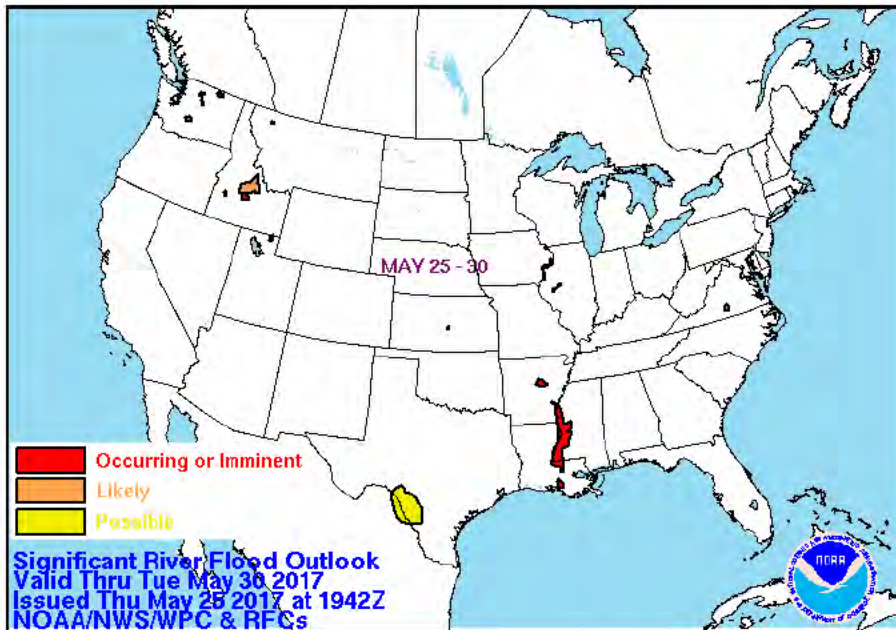 MAY 25 - 30
Occurring or Imminent
Likely
Possible
Significant River Flood Outlook
Valid Thru Tue May 30 2017
Issued Thu May 25 2017 at 1942Z
NOAA/NWS/WPC & RFCs
NOAA